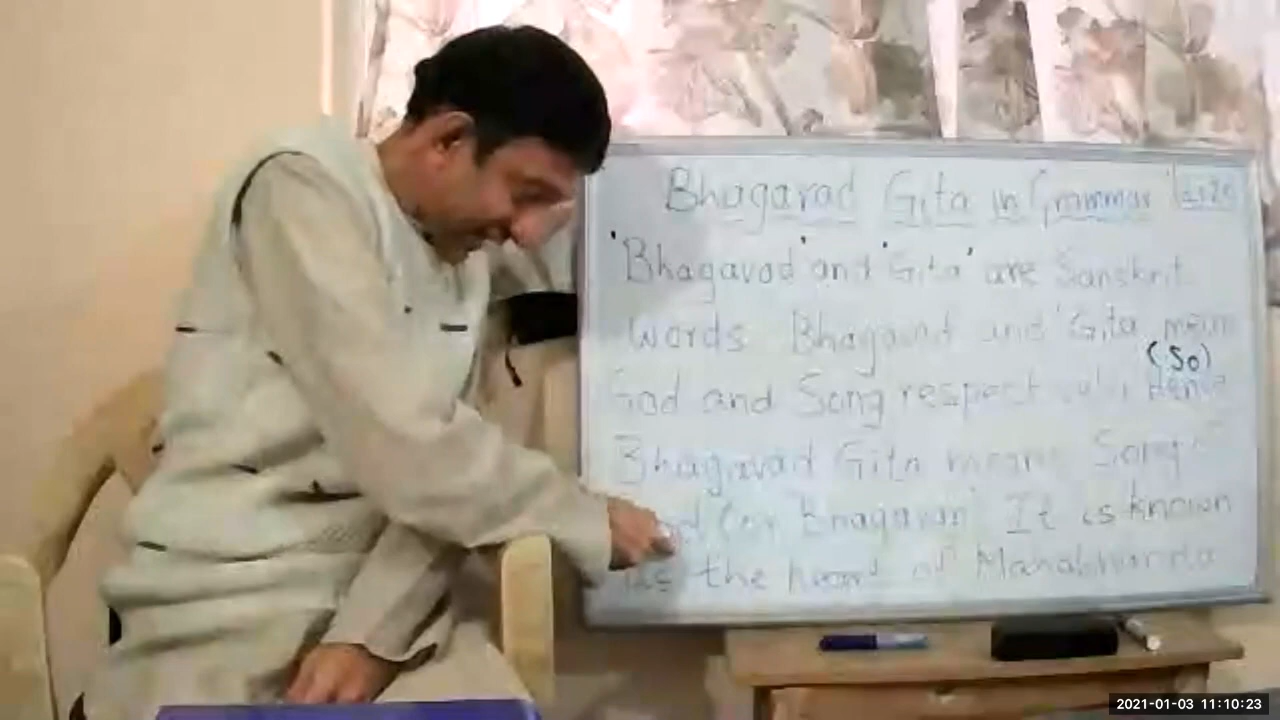 Bhagavad Gita in Grammar
'Bhagavad' and 'Gita' are Sanskrit
words. Bhagavad and 'Gita' mean
(So)
God and Song respectively. Hence
Bhagavad Gita means Song
(or Bhagavan) It is known
as the heart of Mahabharata
2021-01-03 11:10:23